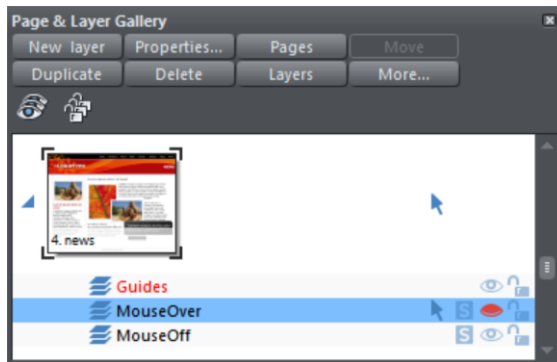 Page & Layer Gallery
New layer Properties... Pages Move
Duplicate Delete Layers More...
4. news
Guides
MouseOver
S
MouseOff
S